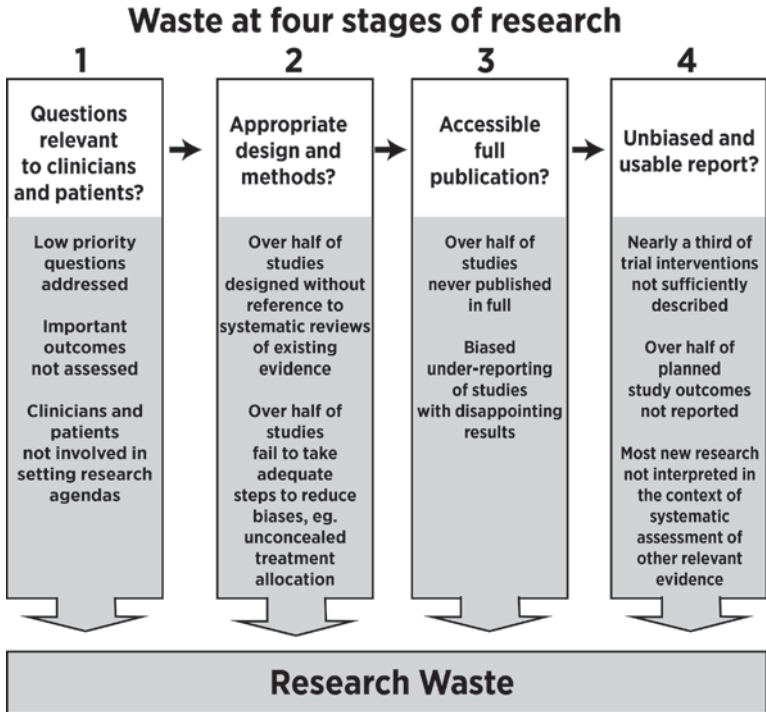 Waste at four stages of research
1
2
3
4
Questions
relevant
to clinicians
and patients?
Appropriate
design and
methods?
Accessible
full
publication?
Unbiased and
usable report?
Low priority
questions
addressed
Important
outcomes
not assessed
Clinicians and
patients
not involved in
setting research
agendas
Over half of
studies
designed without
reference to
systematic reviews
of existing
evidence
Over half of
studies
fail to take
adequate
steps to reduce
biases, eg.
unconcealed
treatment
allocation
Over half of
studies
never published
in full
Biased
under-reporting
of studies
with disappointing
results
Nearly a third of
trial interventions
not sufficiently
described
Over half of
planned
study outcomes
not reported
Most new research
not interpreted in
the context of
systematic
assessment of
other relevant
evidence
Research Waste